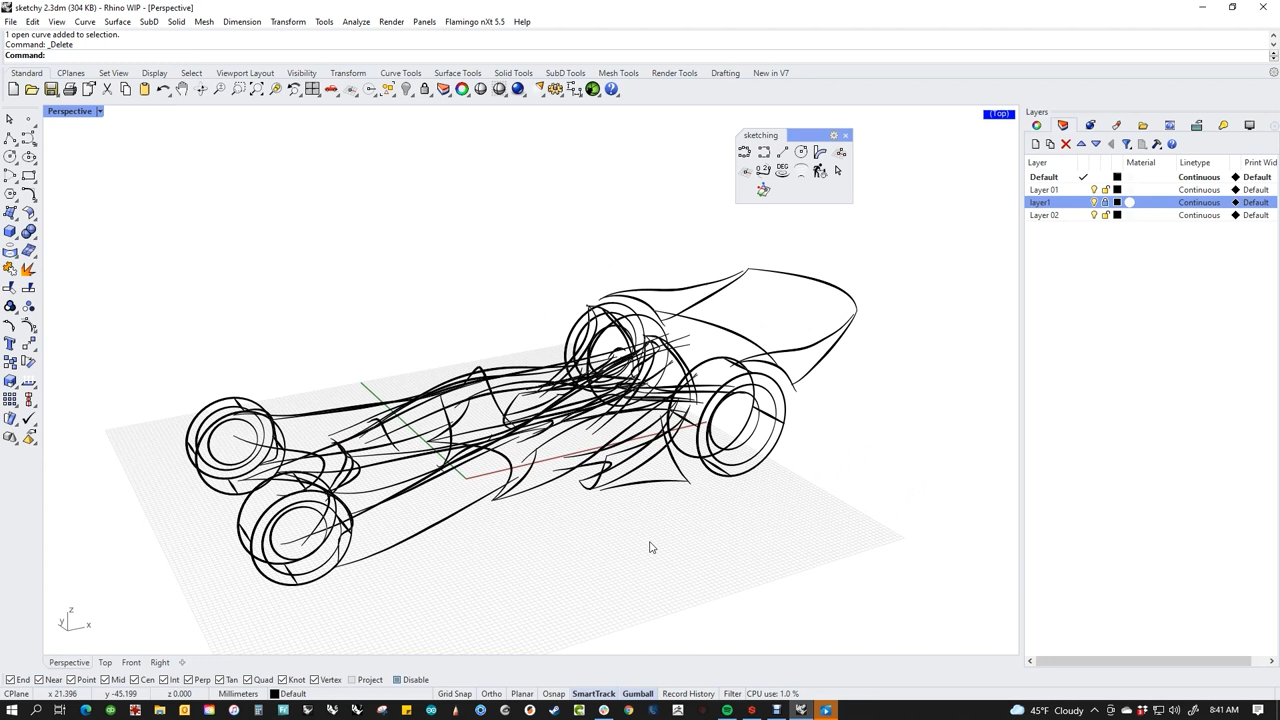 sketchy 2.3dm (304 KB) - Rhino WIP - [Perspective]
File Edit View Curve Surface SubD Solid Mesh Dimension Transform Tools Analyze Render Panels Flamingo nXt 5.5 Help
1 open curve added to selection.
Command: _Delete
Command:
Standard CPlanes Set View Display Select Viewport Layout Visibility Transform Curve Tools Surface Tools Solid Tools SubD Tools Mesh Tools Render Tools Drafting New in V7
Perspective
(Top)
Layers
sketching
Layer Material Linetype Print Wid
Default Continuous Default
Layer 01 Continuous Default
layer1 Continuous Default
Layer 02 Continuous Default
z
y x
Perspective Top Front Right
End Near Point Mid Cen Int Perp Tan Quad Knot Vertex Project Disable
CPlane x 21.396 y -45.199 z 0.000 Millimeters Default Grid Snap Ortho Planar Osnap SmartTrack Gumball Record History Filter CPU use: 1.0 %
45°F Cloudy 8:41 AM